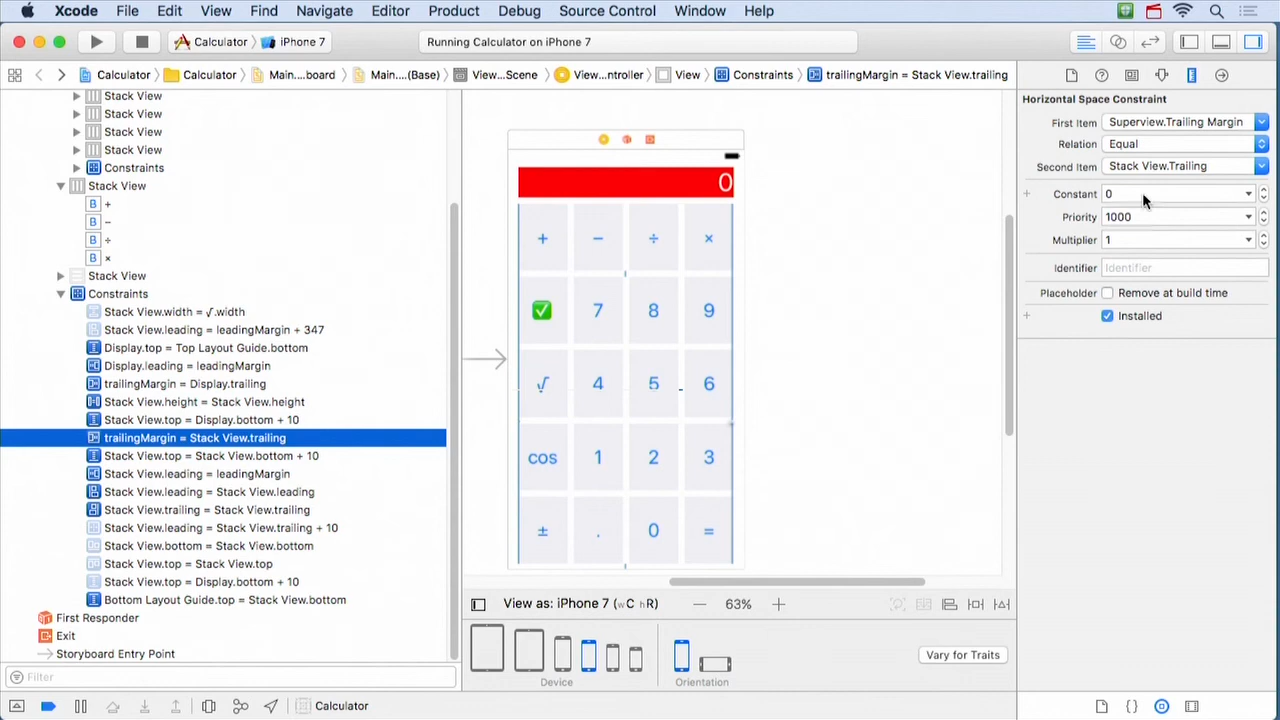 Xcode File Edit View Find Navigate Editor Product Debug Source Control Window Help
Calculator iPhone 7 Running Calculator on iPhone 7
Calculator Calculator Main....board Main....(Base) View...Scene View...ntroller View Constraints trailingMargin = Stack View.trailing
Stack View
Stack View
Stack View
Stack View
Constraints
Stack View
B +
B −
B ÷
B ×
Stack View
Constraints
Stack View.width = √.width
Stack View.leading = leadingMargin + 347
Display.top = Top Layout Guide.bottom
Display.leading = leadingMargin
trailingMargin = Display.trailing
Stack View.height = Stack View.height
Stack View.top = Display.bottom + 10
trailingMargin = Stack View.trailing
Stack View.top = Stack View.bottom + 10
Stack View.leading = leadingMargin
Stack View.leading = Stack View.leading
Stack View.trailing = Stack View.trailing
Stack View.leading = Stack View.trailing + 10
Stack View.bottom = Stack View.bottom
Stack View.top = Stack View.top
Stack View.top = Display.bottom + 10
Bottom Layout Guide.top = Stack View.bottom
First Responder
Exit
Storyboard Entry Point
Filter
0
+ − ÷ ×
✅ 7 8 9
√ 4 5 6
cos 1 2 3
± . 0 =
View as: iPhone 7 (wC hR) — 63% +
Device Orientation
Vary for Traits
Horizontal Space Constraint
First Item Superview.Trailing Margin
Relation Equal
Second Item Stack View.Trailing
+ Constant 0
Priority 1000
Multiplier 1
Identifier Identifier
Placeholder Remove at build time
+ Installed
Calculator { }